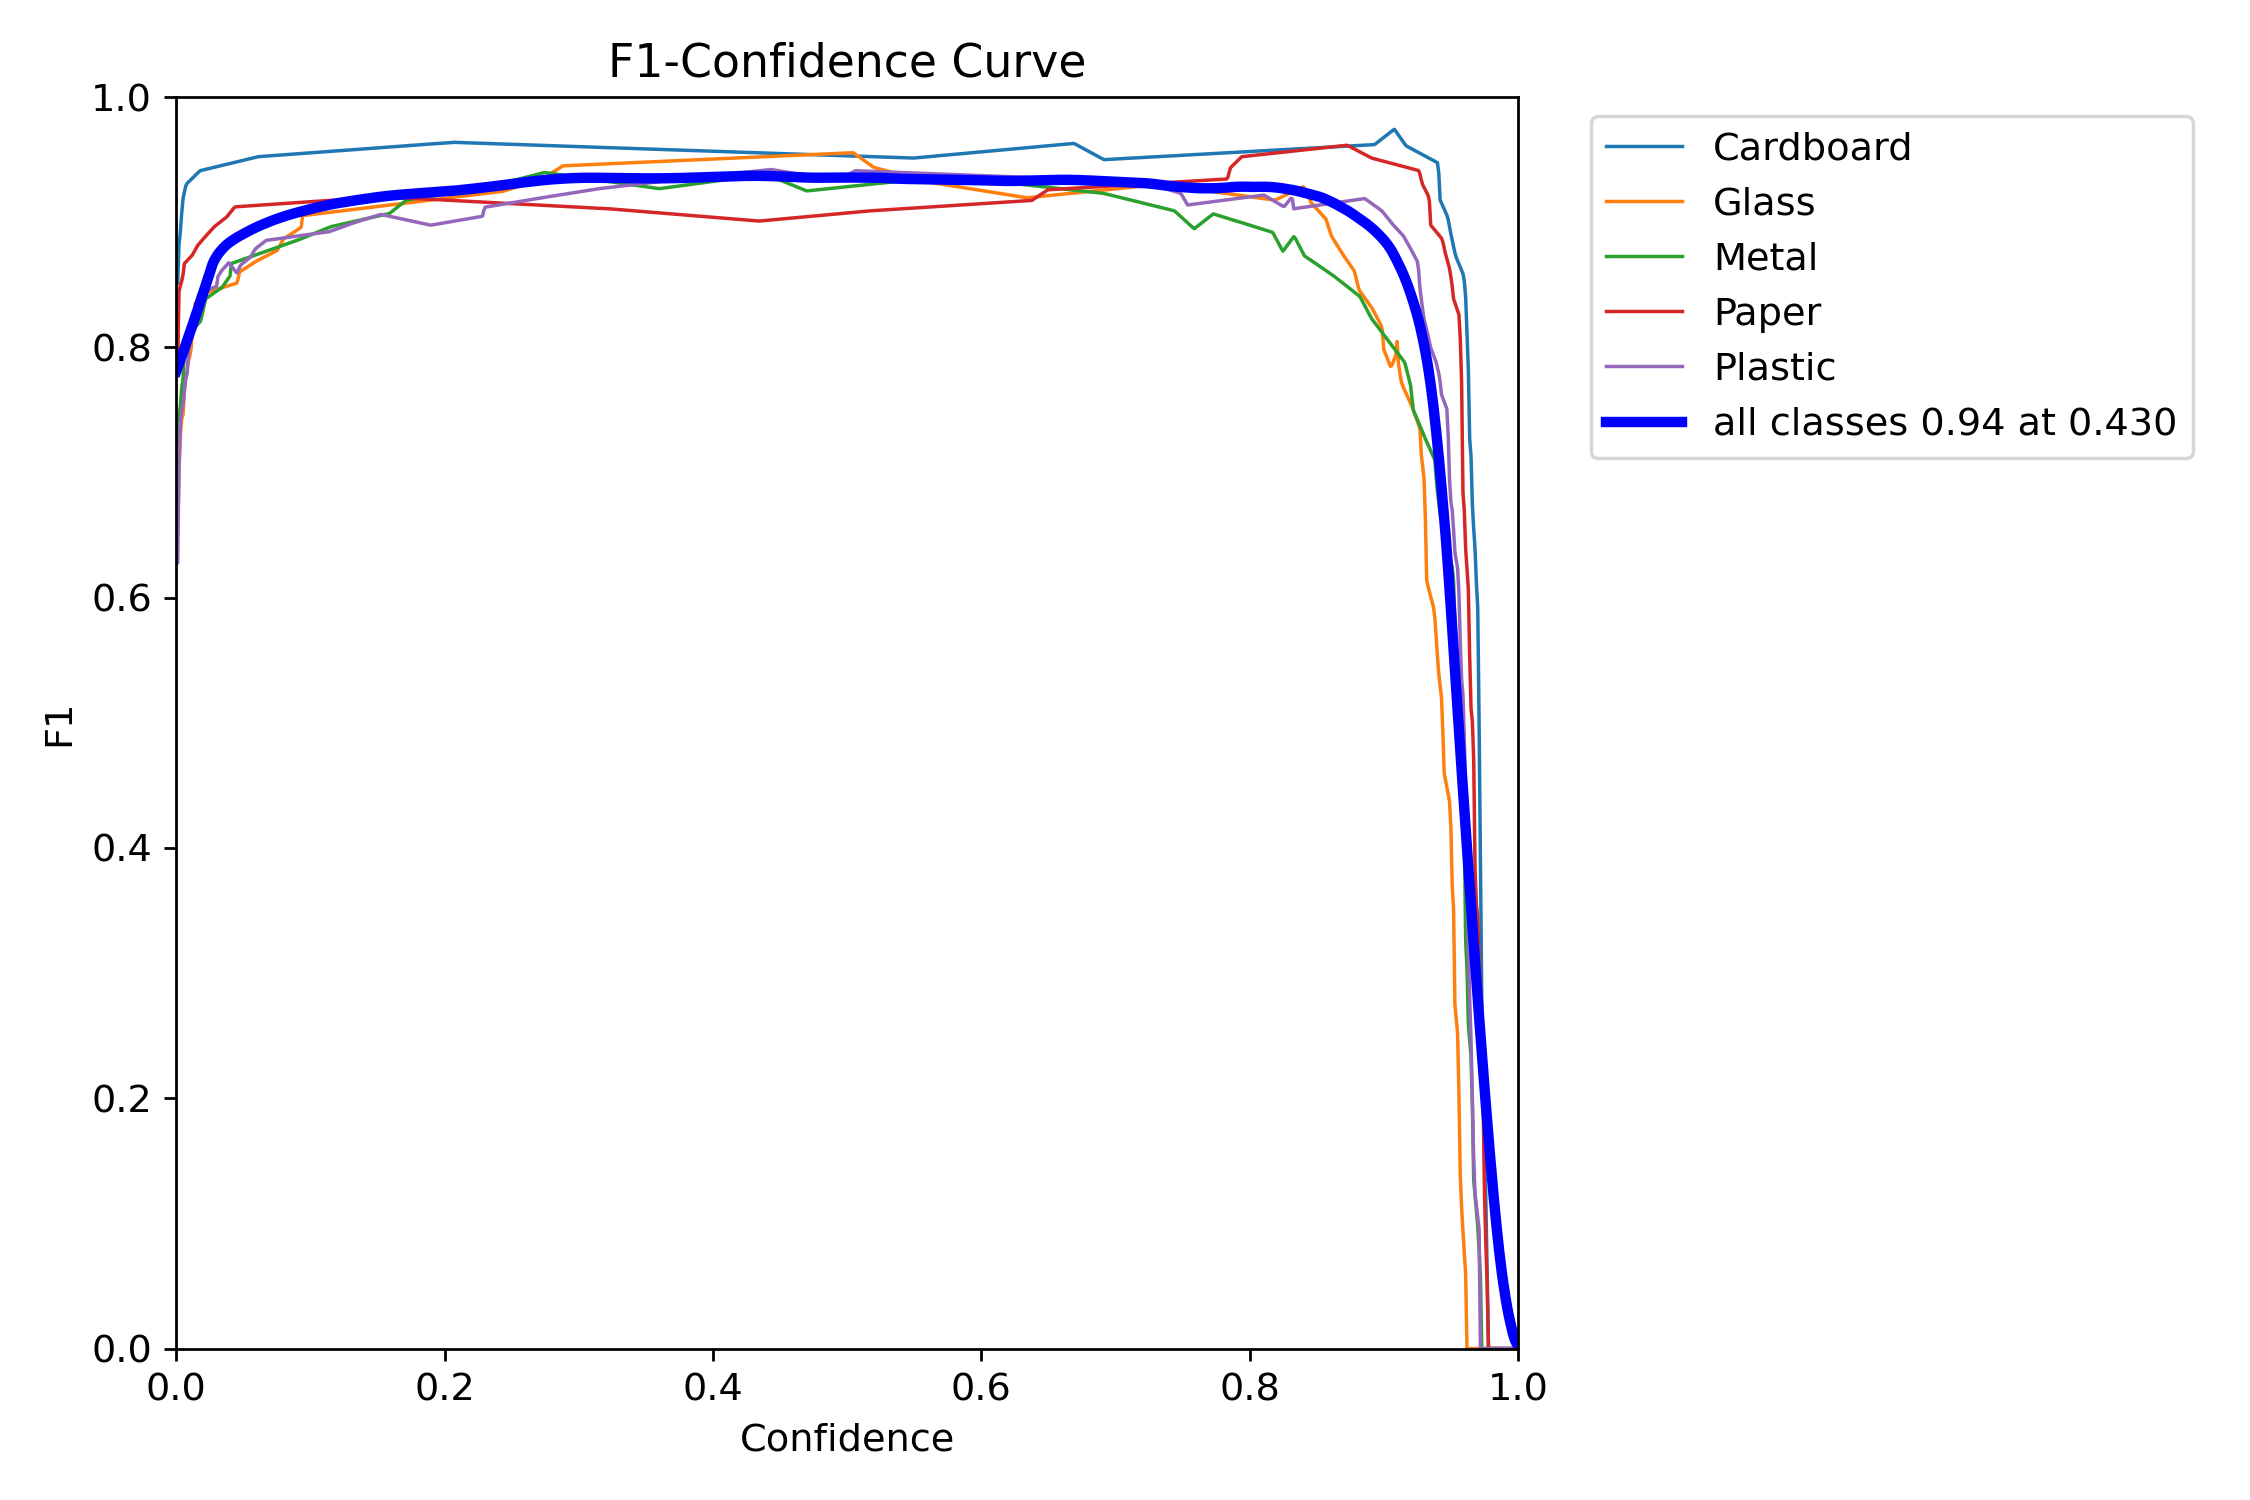 F1-Confidence Curve
1.0
0.8
0.6
0.4
0.2
0.0
F1
0.0 0.2 0.4 0.6 0.8 1.0
Confidence
Cardboard
Glass
Metal
Paper
Plastic
all classes 0.94 at 0.430